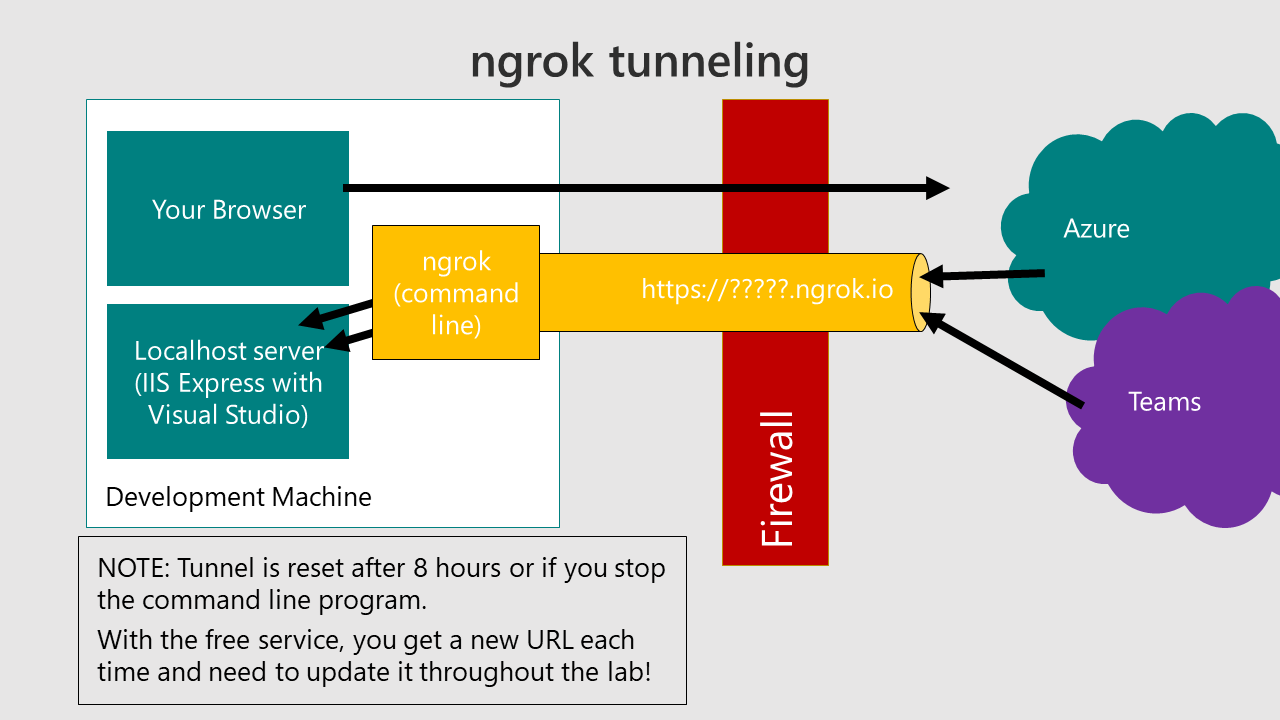 ngrok tunneling
Your Browser
ngrok
(command
line)
https://?????.ngrok.io
Azure
Localhost server
(IIS Express with
Visual Studio)
Teams
Firewall
Development Machine
NOTE: Tunnel is reset after 8 hours or if you stop
the command line program.
With the free service, you get a new URL each
time and need to update it throughout the lab!